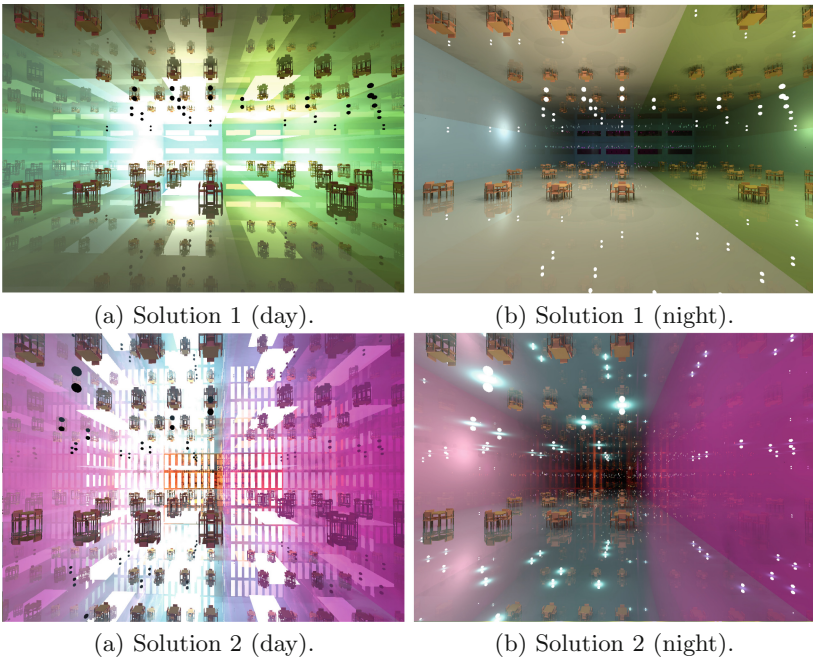 (a) Solution 1 (day).
(b) Solution 1 (night).
(a) Solution 2 (day).
(b) Solution 2 (night).